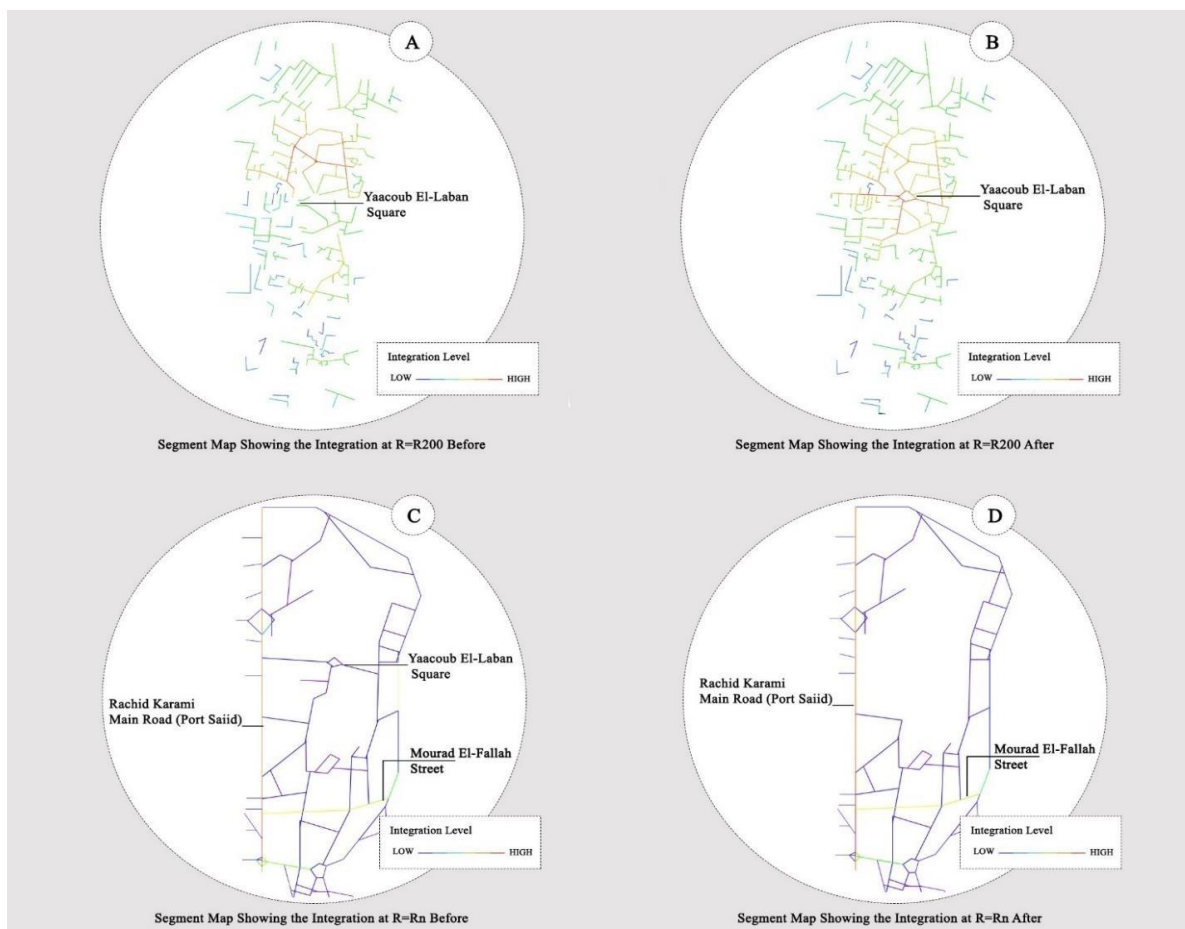 A
Yaacoub El-Laban
Square
Integration Level
LOW
HIGH
Segment Map Showing the Integration at R=R200 Before
B
Yaacoub El-Laban
Square
Integration Level
LOW
HIGH
Segment Map Showing the Integration at R=R200 After
C
Yaacoub El-Laban
Square
Rachid Karami
Main Road (Port Saiid)
Mourad El-Fallah
Street
Integration Level
LOW
HIGH
Segment Map Showing the Integration at R=Rn Before
D
Rachid Karami
Main Road (Port Saiid)
Mourad El-Fallah
Street
Integration Level
LOW
HIGH
Segment Map Showing the Integration at R=Rn After